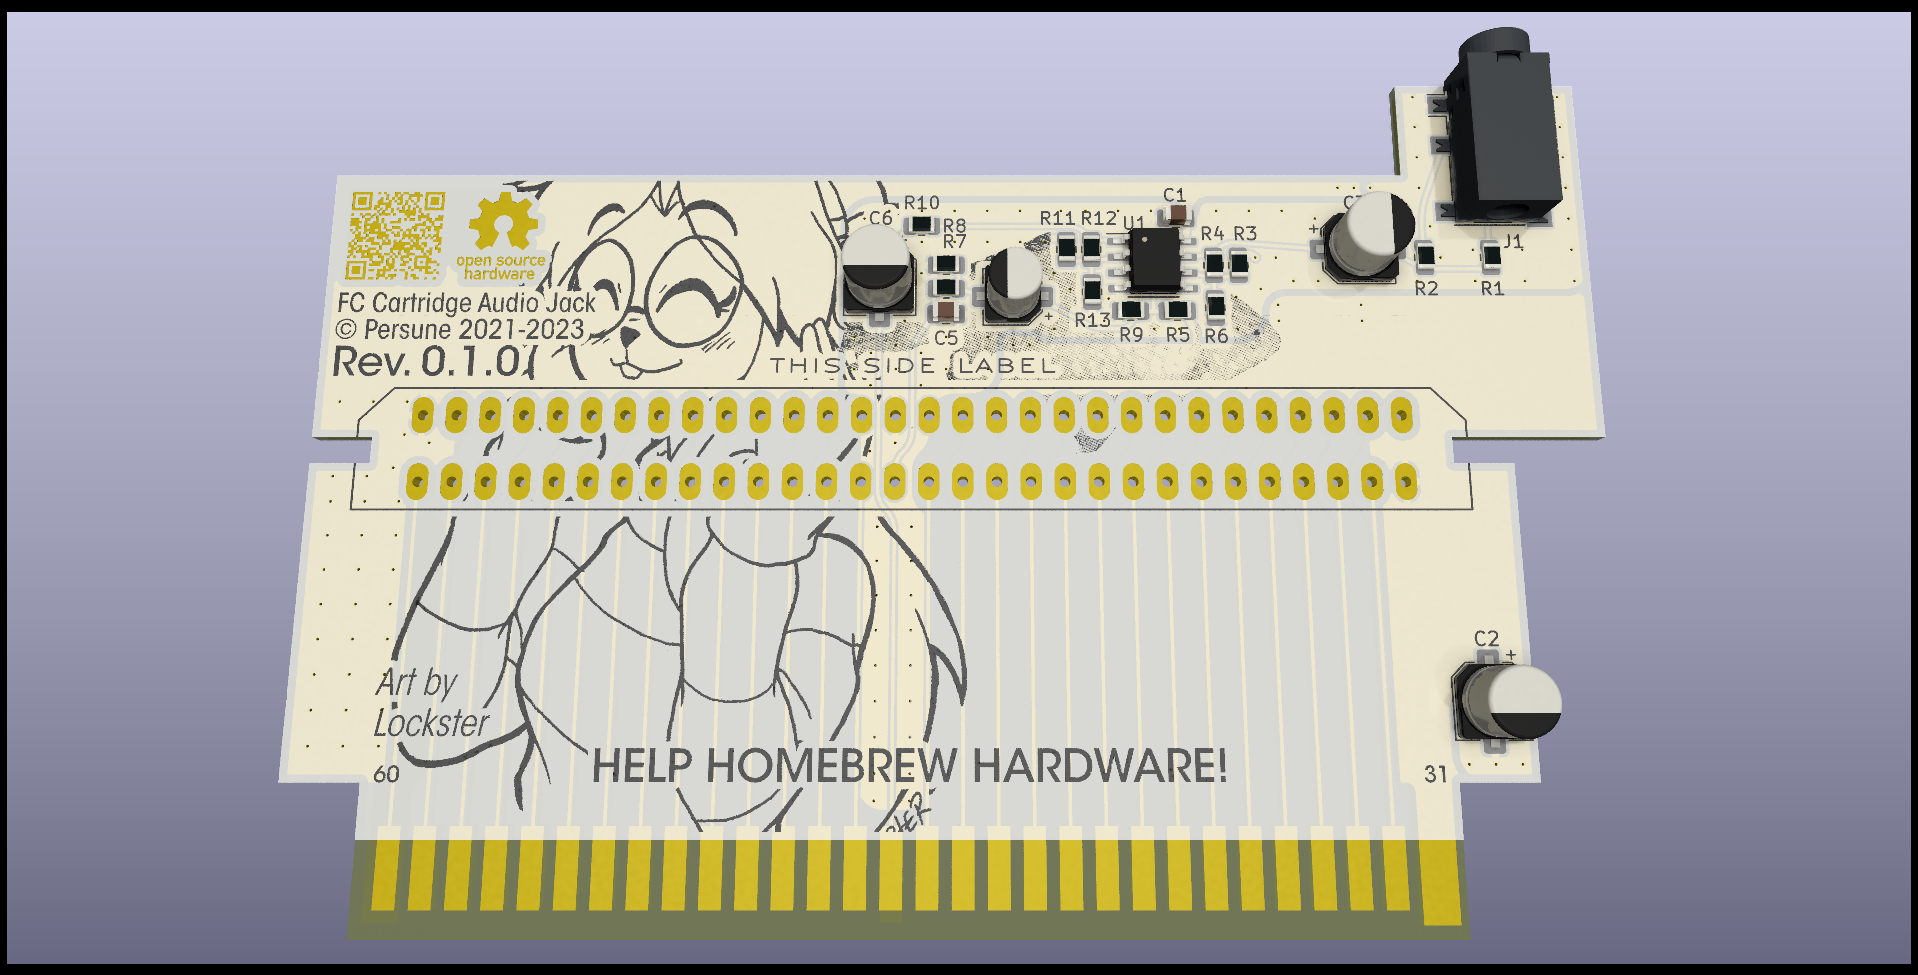 open source
hardware
FC Cartridge Audio Jack
© Persune 2021-2023
Rev. 0.1.0
THIS SIDE LABEL
R10
C6
R8
R7
C5
+
R11
R12
U1
C1
R4
R3
R13
R9
R5
R6
+
J1
R2
R1
C2
+
Art by
Lockster
60
HELP HOMEBREW HARDWARE!
31